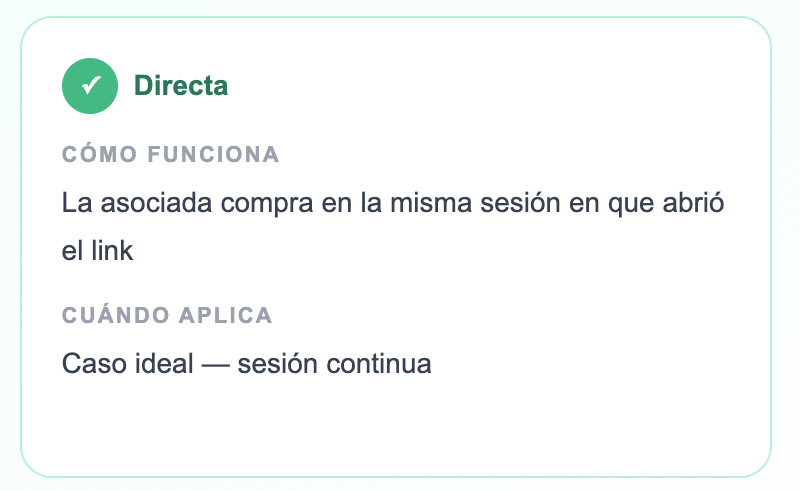 ✓ Directa
CÓMO FUNCIONA
La asociada compra en la misma sesión en que abrió
el link
CUÁNDO APLICA
Caso ideal — sesión continua